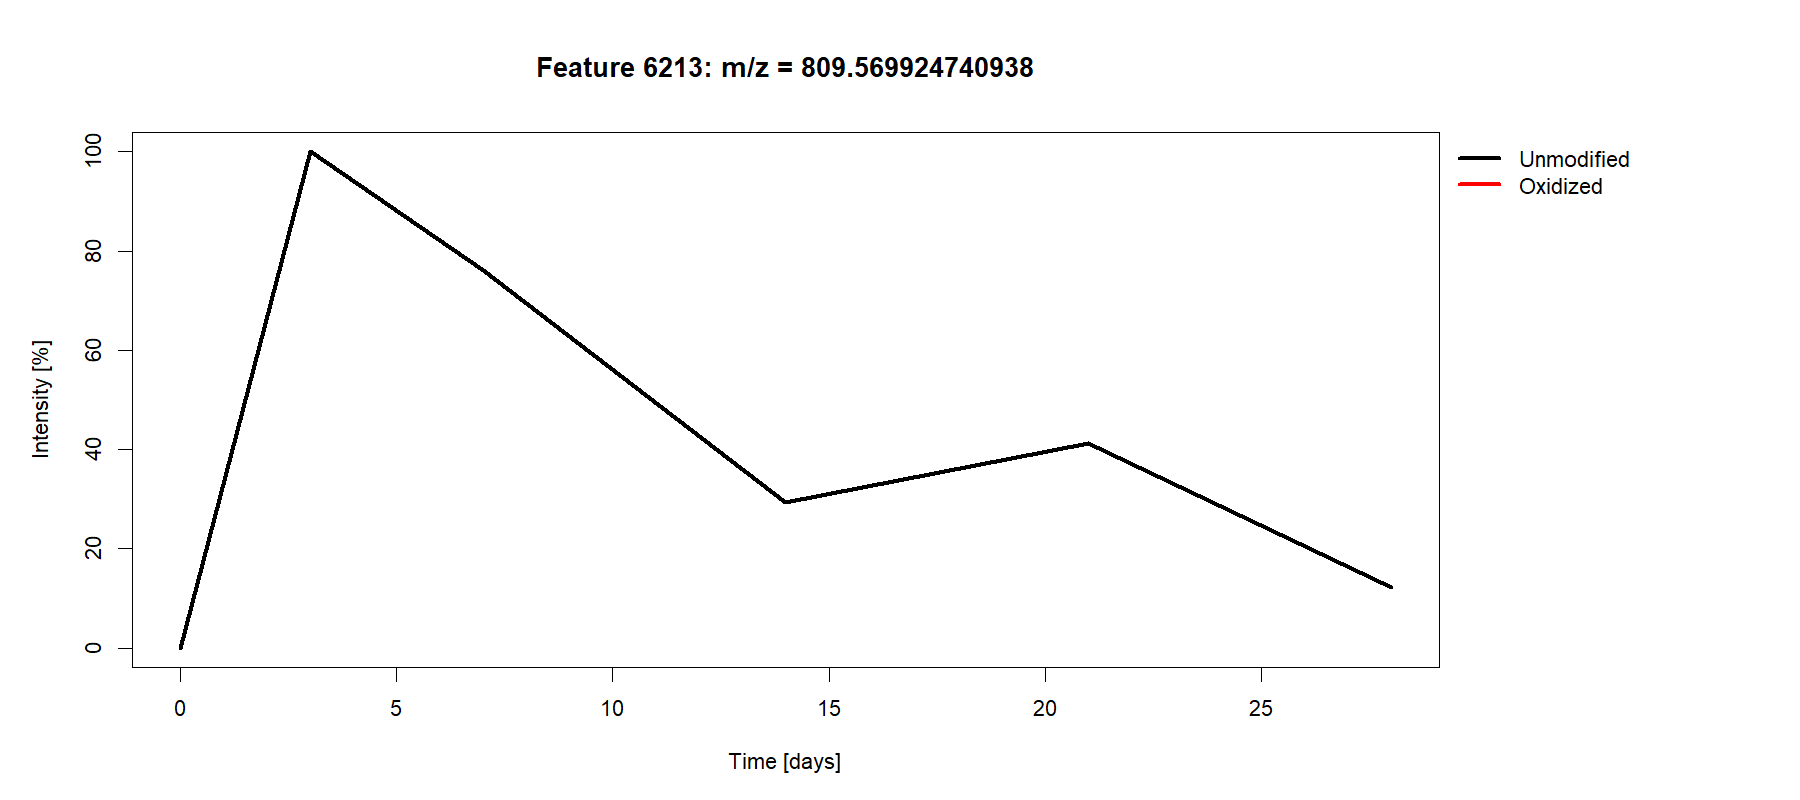 Feature 6213: m/z = 809.569924740938
Unmodified
Oxidized
Intensity [%]
100
80
60
40
20
0
0 5 10 15 20 25
Time [days]